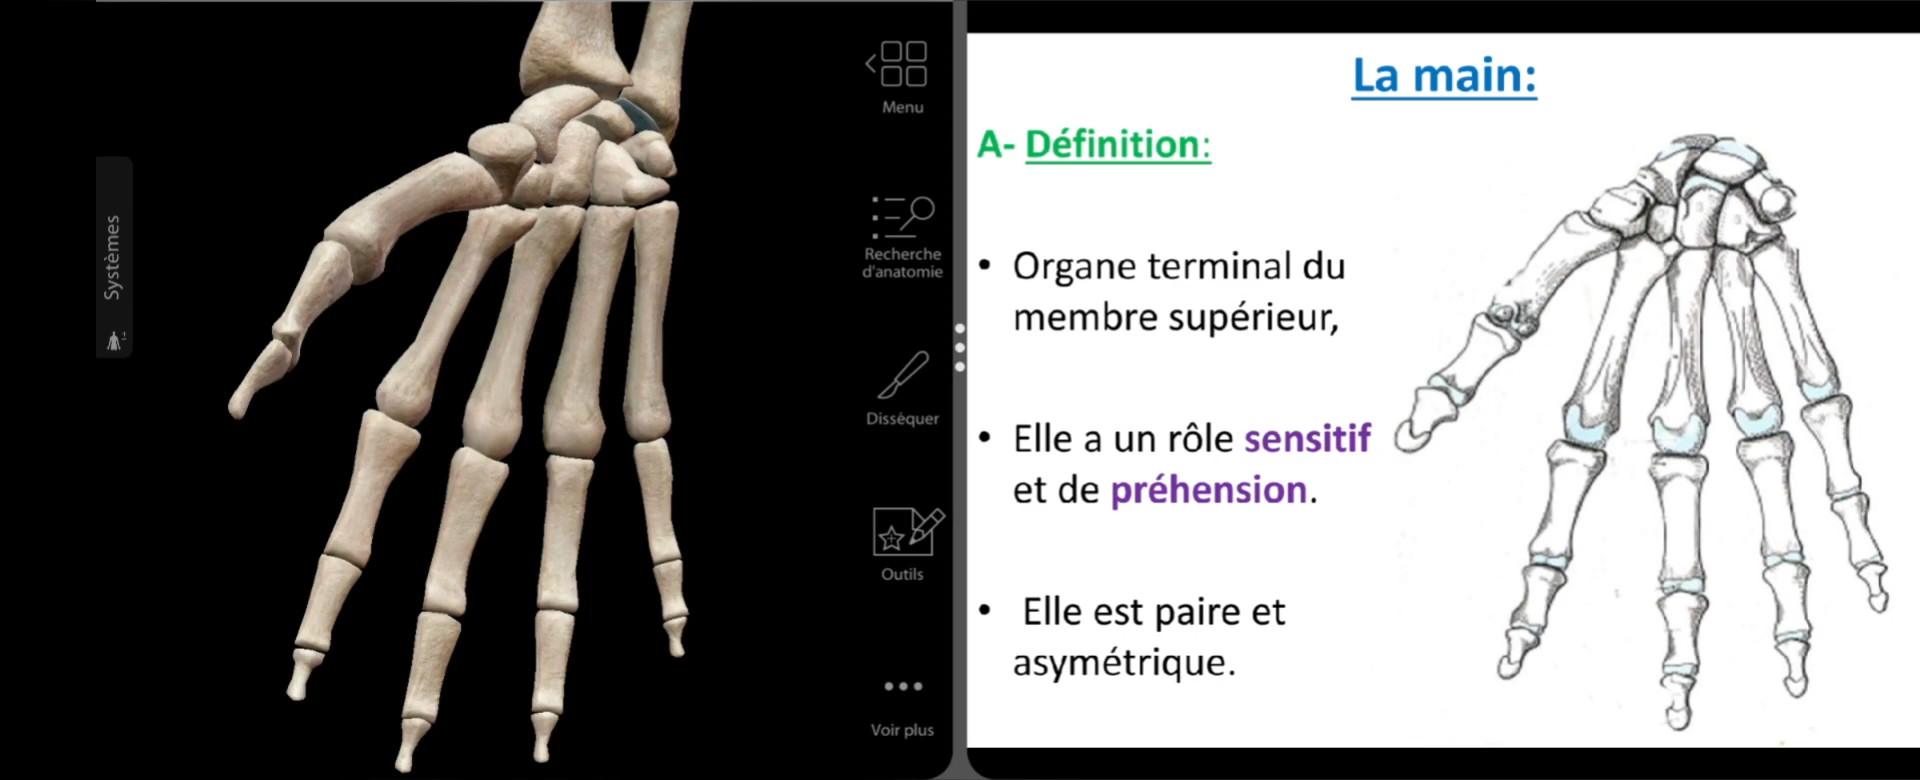 Systèmes
Menu
Recherche
d'anatomie
Disséquer
Outils
Voir plus
La main:
A- Définition:
• Organe terminal du
membre supérieur,
• Elle a un rôle sensitif
et de préhension.
• Elle est paire et
asymétrique.